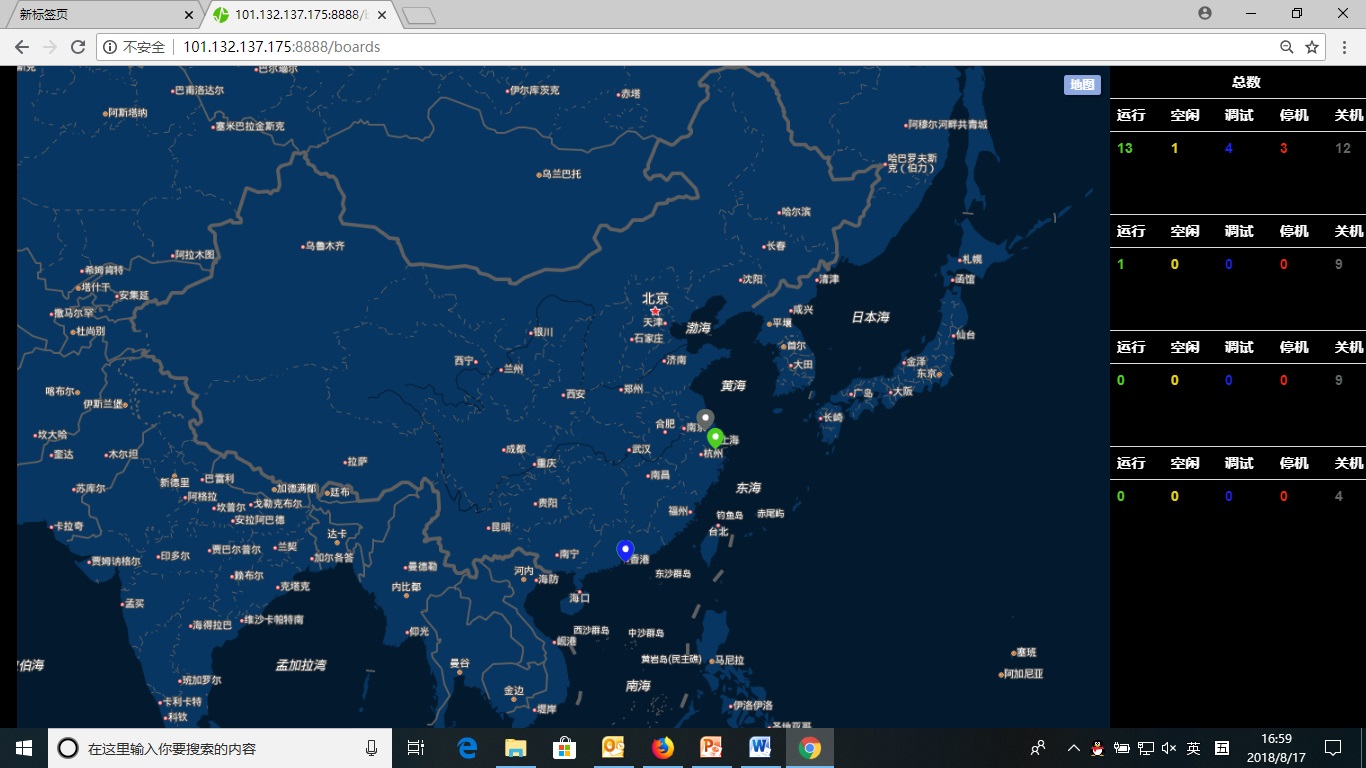 新标签页
101.132.137.175:8888/b
不安全
101.132.137.175:8888/boards
地图
总数
运行 空闲 调试 停机 关机
13 1 4 3 12
运行 空闲 调试 停机 关机
1 0 0 0 9
运行 空闲 调试 停机 关机
0 0 0 0 9
运行 空闲 调试 停机 关机
0 0 0 0 4
巴甫洛达尔
伊尔库茨克
赤塔
阿斯塔纳
塞米巴拉金斯克
阿穆尔河畔共青城
哈巴罗夫斯
克（伯力）
乌兰巴托
哈尔滨
乌鲁木齐
长春
阿拉木图
札幌
希姆肯特
沈阳
清津
函馆
塔什干
安集延
北京
撒马尔罕
咸兴
日本海
天津
平壤
渤海
杜尚别
银川
石家庄
仙台
首尔
西宁
兰州
济南
大田
金泽
东京
黄海
喀布尔
西安
郑州
广岛
大阪
伊斯兰堡
长崎
合肥
南京
坎大哈
上海
奎达
木尔坦
成都
武汉
杭州
拉萨
重庆
新德里
巴雷利
南昌
苏库尔
加德满都
廷布
东海
阿格拉
坎普尔
戈勒克布尔
贵阳
福州
钓鱼岛
赤尾屿
卡拉奇
安拉阿巴德
昆明
台北
达卡
贾姆讷格尔
印多尔
贾巴尔普尔
兰契
加尔各答
南宁
香港
曼德勒
河内
海防
东沙群岛
赖布尔
克塔克
内比都
海口
孟买
海得拉巴
维沙卡帕特南
仰光
岘港
西沙群岛
中沙群岛
伯海
孟加拉湾
曼谷
黄岩岛(民主礁)
马尼拉
塞班
阿加尼亚
班加罗尔
金边
南海
卡利卡特
堤岸
伊洛伊洛
科钦
在这里输入你要搜索的内容
英
16:59
2018/8/17